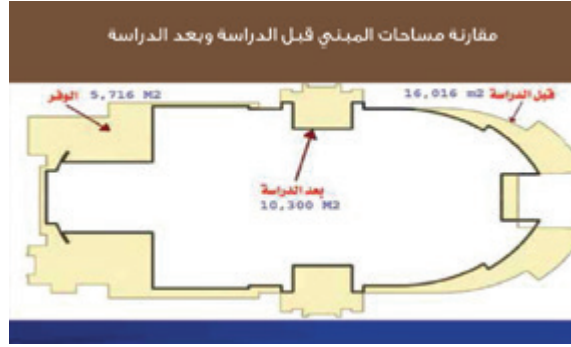 مقارنة مساحات المبني قبل الدراسة وبعد الدراسة
قبل الدراسة 16,016 m2
الوفر 5,716 M2
بعد الدراسة
10,300 M2